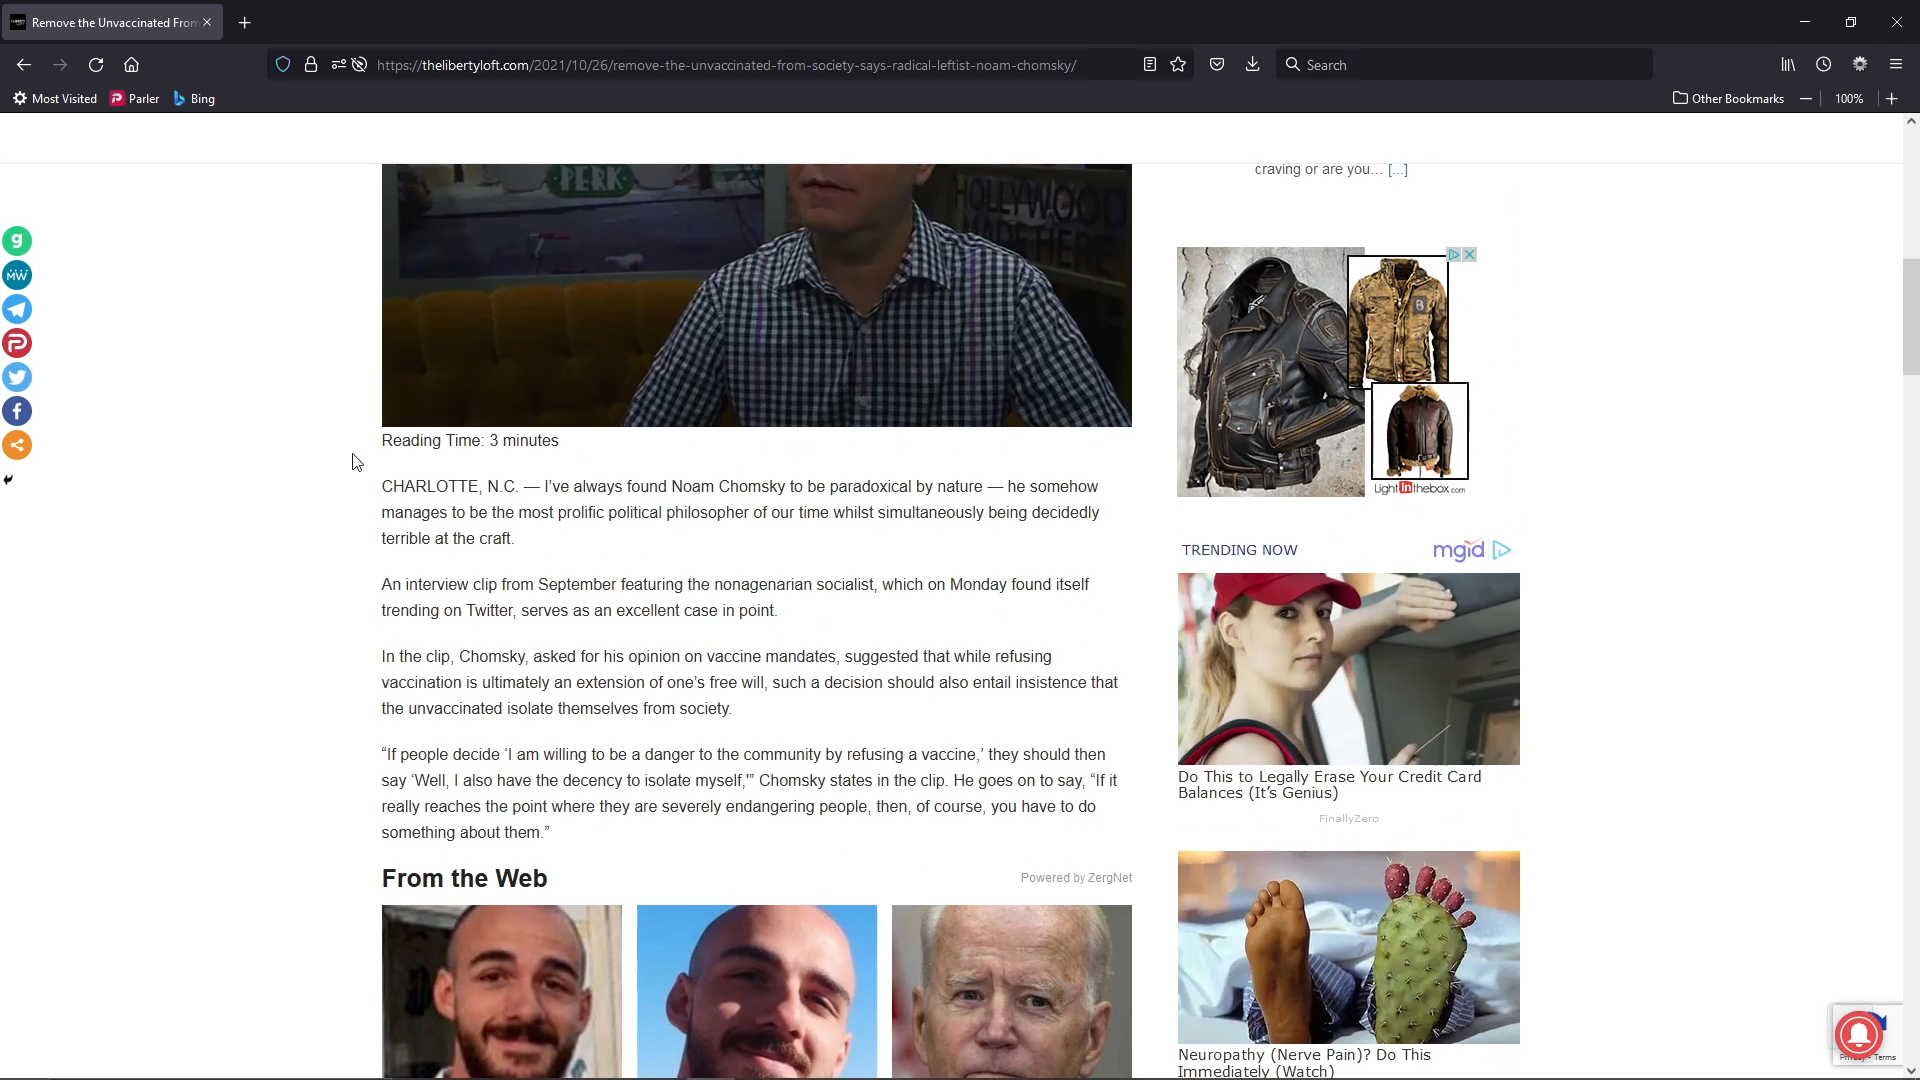 Remove the Unvaccinated From
https://thelibertyloft.com/2021/10/26/remove-the-unvaccinated-from-society-says-radical-leftist-noam-chomsky/
Search
Most Visited
Parler
Bing
Other Bookmarks
100%
craving or are you… [...]
PERK
HOLLYWOOD
g
MW
B
Lightinthebox.com
Reading Time: 3 minutes
CHARLOTTE, N.C. — I've always found Noam Chomsky to be paradoxical by nature — he somehow
manages to be the most prolific political philosopher of our time whilst simultaneously being decidedly
terrible at the craft.
An interview clip from September featuring the nonagenarian socialist, which on Monday found itself
trending on Twitter, serves as an excellent case in point.
In the clip, Chomsky, asked for his opinion on vaccine mandates, suggested that while refusing
vaccination is ultimately an extension of one's free will, such a decision should also entail insistence that
the unvaccinated isolate themselves from society.
“If people decide ‘I am willing to be a danger to the community by refusing a vaccine,’ they should then
say ‘Well, I also have the decency to isolate myself,'” Chomsky states in the clip. He goes on to say, “If it
really reaches the point where they are severely endangering people, then, of course, you have to do
something about them.”
From the Web
Powered by ZergNet
TRENDING NOW
mgid
Do This to Legally Erase Your Credit Card
Balances (It's Genius)
FinallyZero
Neuropathy (Nerve Pain)? Do This
Immediately (Watch)
Terms